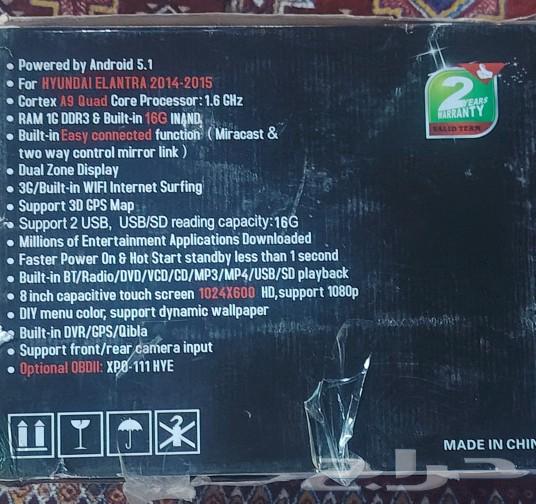 • Powered by Android 5.1
• For HYUNDAI ELANTRA 2014-2015
• Cortex A9 Quad Core Processor: 1.6 GHz
• RAM 1G DDR3 & Built-in 16G INAND
• Built-in Easy connected function ( Miracast &
two way control mirror link )
• Dual Zone Display
• 3G/Built-in WIFI Internet Surfing
• Support 3D GPS Map
• Support 2 USB, USB/SD reading capacity:16G
• Millions of Entertainment Applications Downloaded
• Faster Power On & Hot Start standby less than 1 second
• Built-in BT/Radio/DVD/VCD/CD/MP3/MP4/USB/SD playback
• 8 inch capacitive touch screen 1024X600 HD,support 1080p
• DIY menu color, support dynamic wallpaper
• Built-in DVR/GPS/Qibla
• Support front/rear camera input
• Optional OBDII: XPO-111 HYE
2 YEARS
WARRANTY
VALID TERM
MADE IN CHIN
حراج